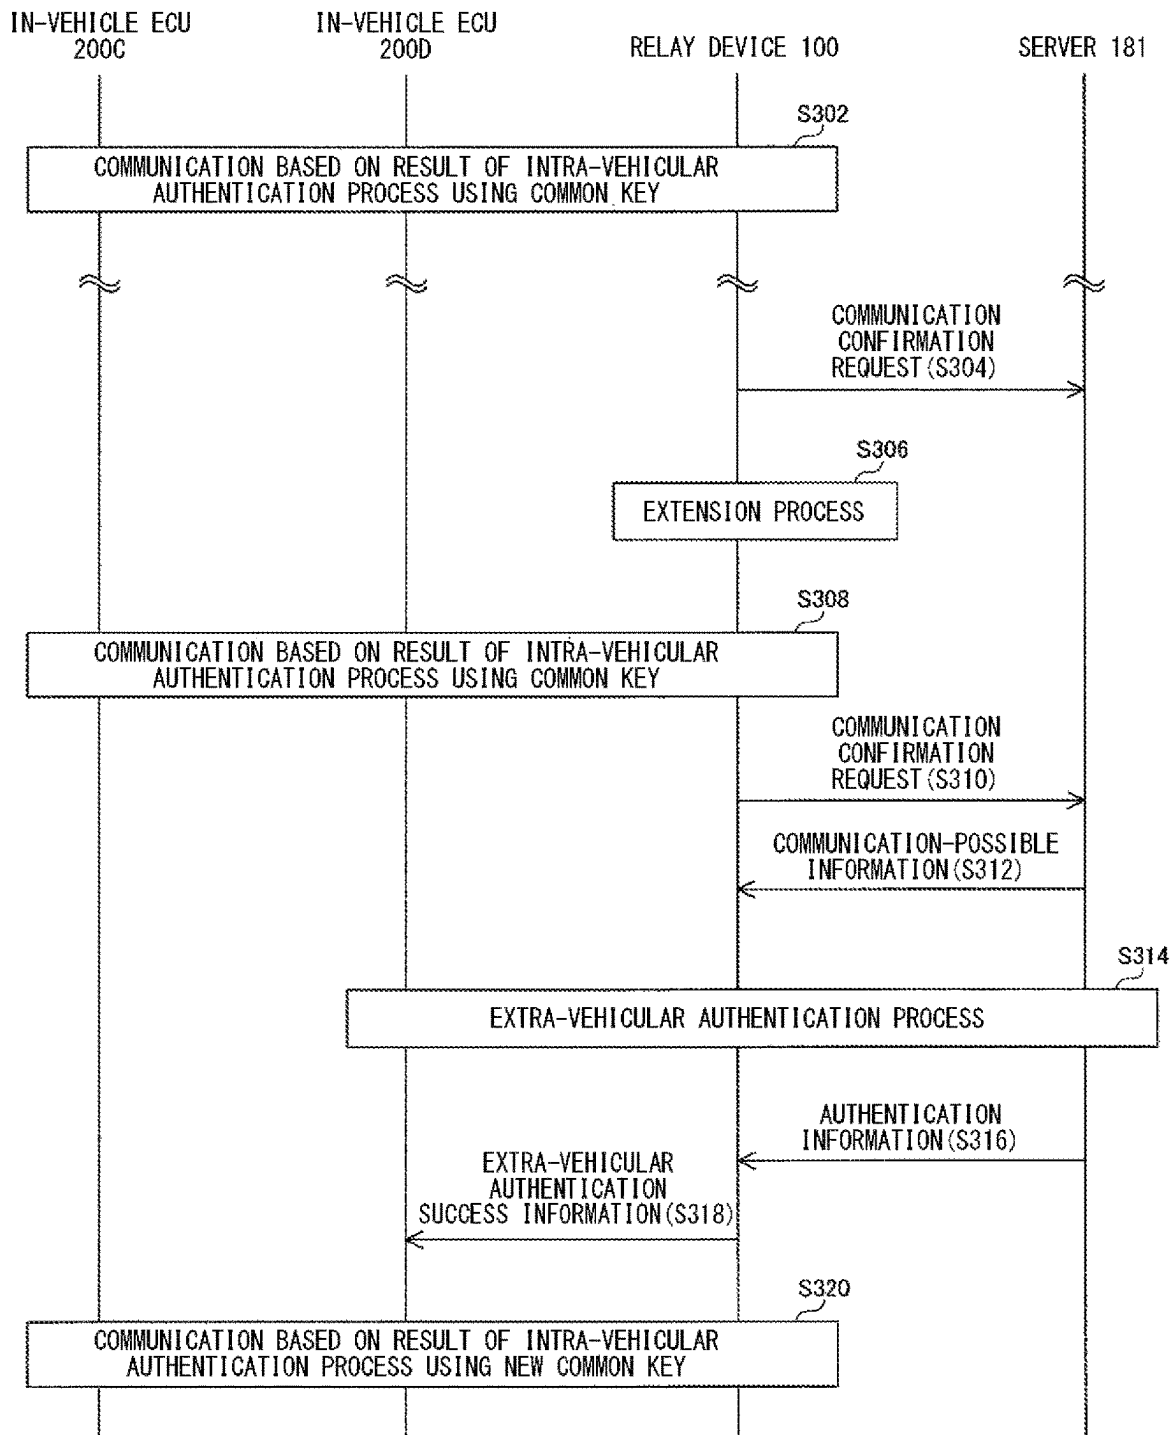 IN-VEHICLE ECU
200C
IN-VEHICLE ECU
200D
RELAY DEVICE 100
SERVER 181
S302
COMMUNICATION BASED ON RESULT OF INTRA-VEHICULAR
AUTHENTICATION PROCESS USING COMMON KEY
COMMUNICATION
CONFIRMATION
REQUEST(S304)
S306
EXTENSION PROCESS
S308
COMMUNICATION BASED ON RESULT OF INTRA-VEHICULAR
AUTHENTICATION PROCESS USING COMMON KEY
COMMUNICATION
CONFIRMATION
REQUEST(S310)
COMMUNICATION-POSSIBLE
INFORMATION(S312)
S314
EXTRA-VEHICULAR AUTHENTICATION PROCESS
AUTHENTICATION
INFORMATION(S316)
EXTRA-VEHICULAR
AUTHENTICATION
SUCCESS INFORMATION(S318)
S320
COMMUNICATION BASED ON RESULT OF INTRA-VEHICULAR
AUTHENTICATION PROCESS USING NEW COMMON KEY